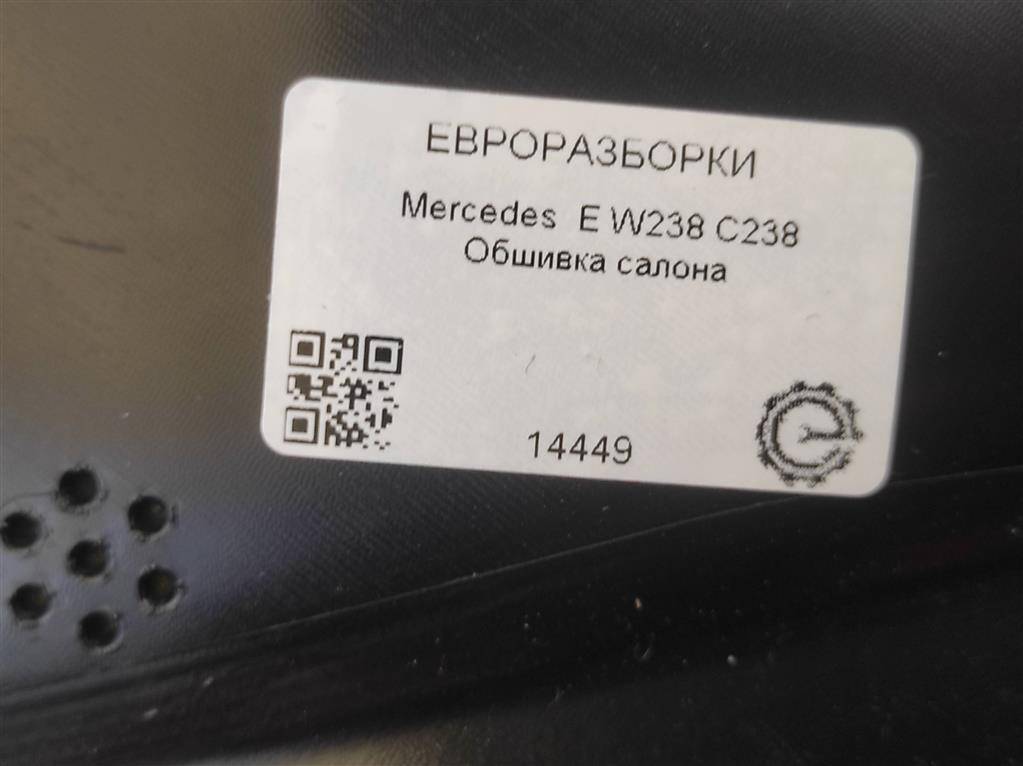 ЕВРОРАЗБОРКИ
Mercedes E W238 C238
Обшивка салона
14449